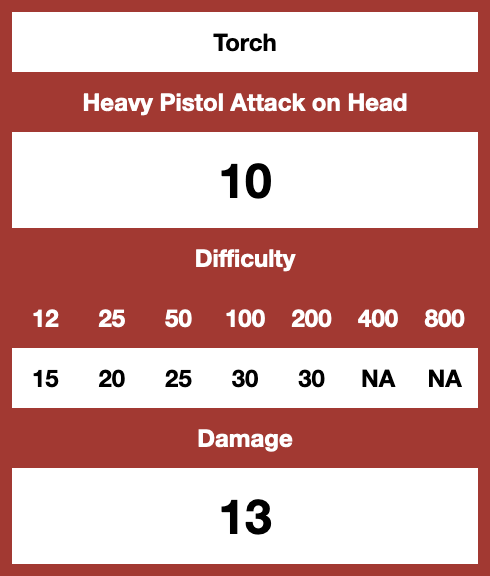 Torch
Heavy Pistol Attack on Head
10
Difficulty
12 25 50 100 200 400 800
15 20 25 30 30 NA NA
Damage
13